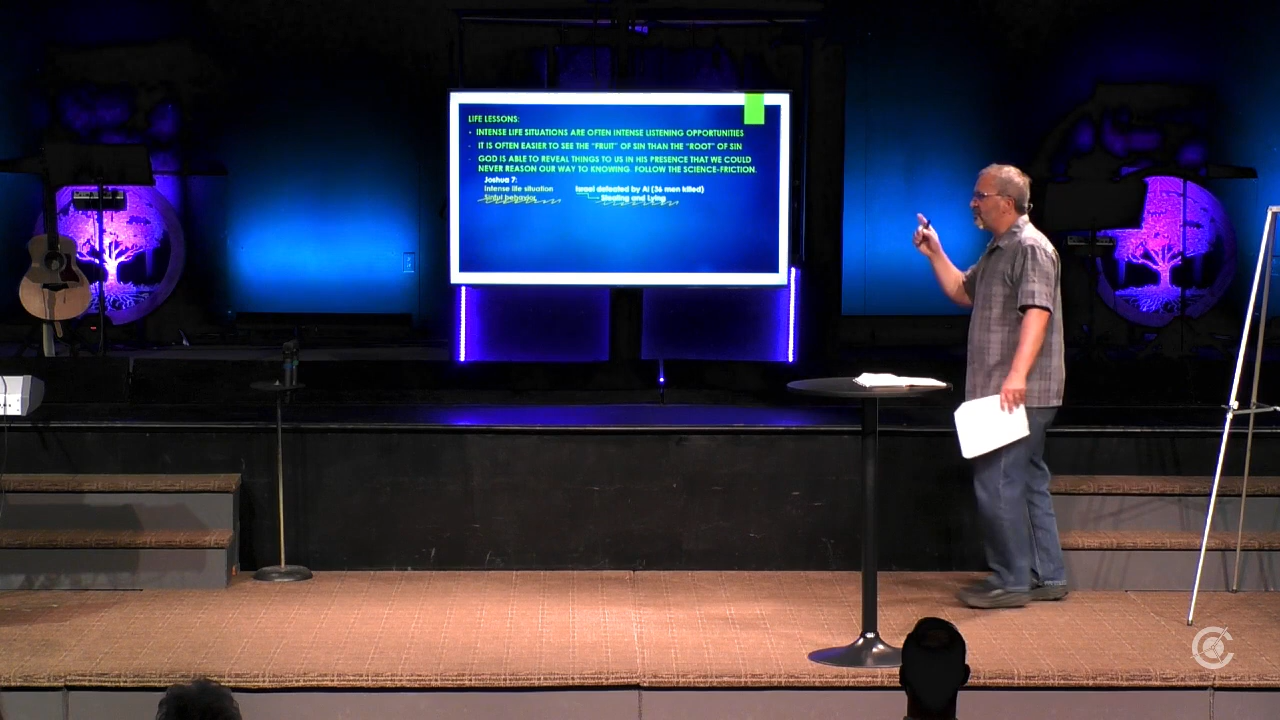 LIFE LESSONS:
• INTENSE LIFE SITUATIONS ARE OFTEN INTENSE LISTENING OPPORTUNITIES
• IT IS OFTEN EASIER TO SEE THE "FRUIT" OF SIN THAN THE "ROOT" OF SIN
• GOD IS ABLE TO REVEAL THINGS TO US IN HIS PRESENCE THAT WE COULD
NEVER REASON OUR WAY TO KNOWING FOLLOW THE SCIENCE-FRICTION.
Joshua 7:
Intense life situation Israel defeated by Ai (36 men killed)
Sinful behavior Stealing and Lying